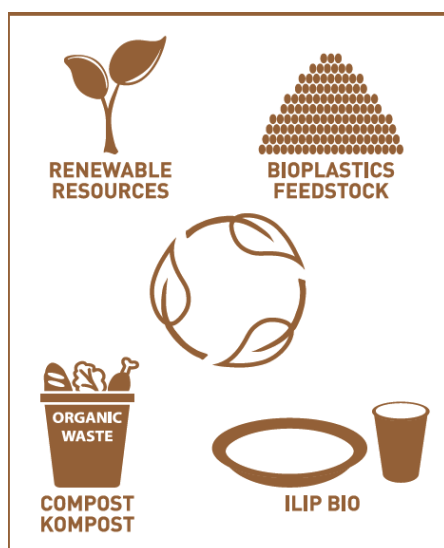 RENEWABLE
RESOURCES
BIOPLASTICS
FEEDSTOCK
ORGANIC
WASTE
COMPOST
KOMPOST
ILIP BIO